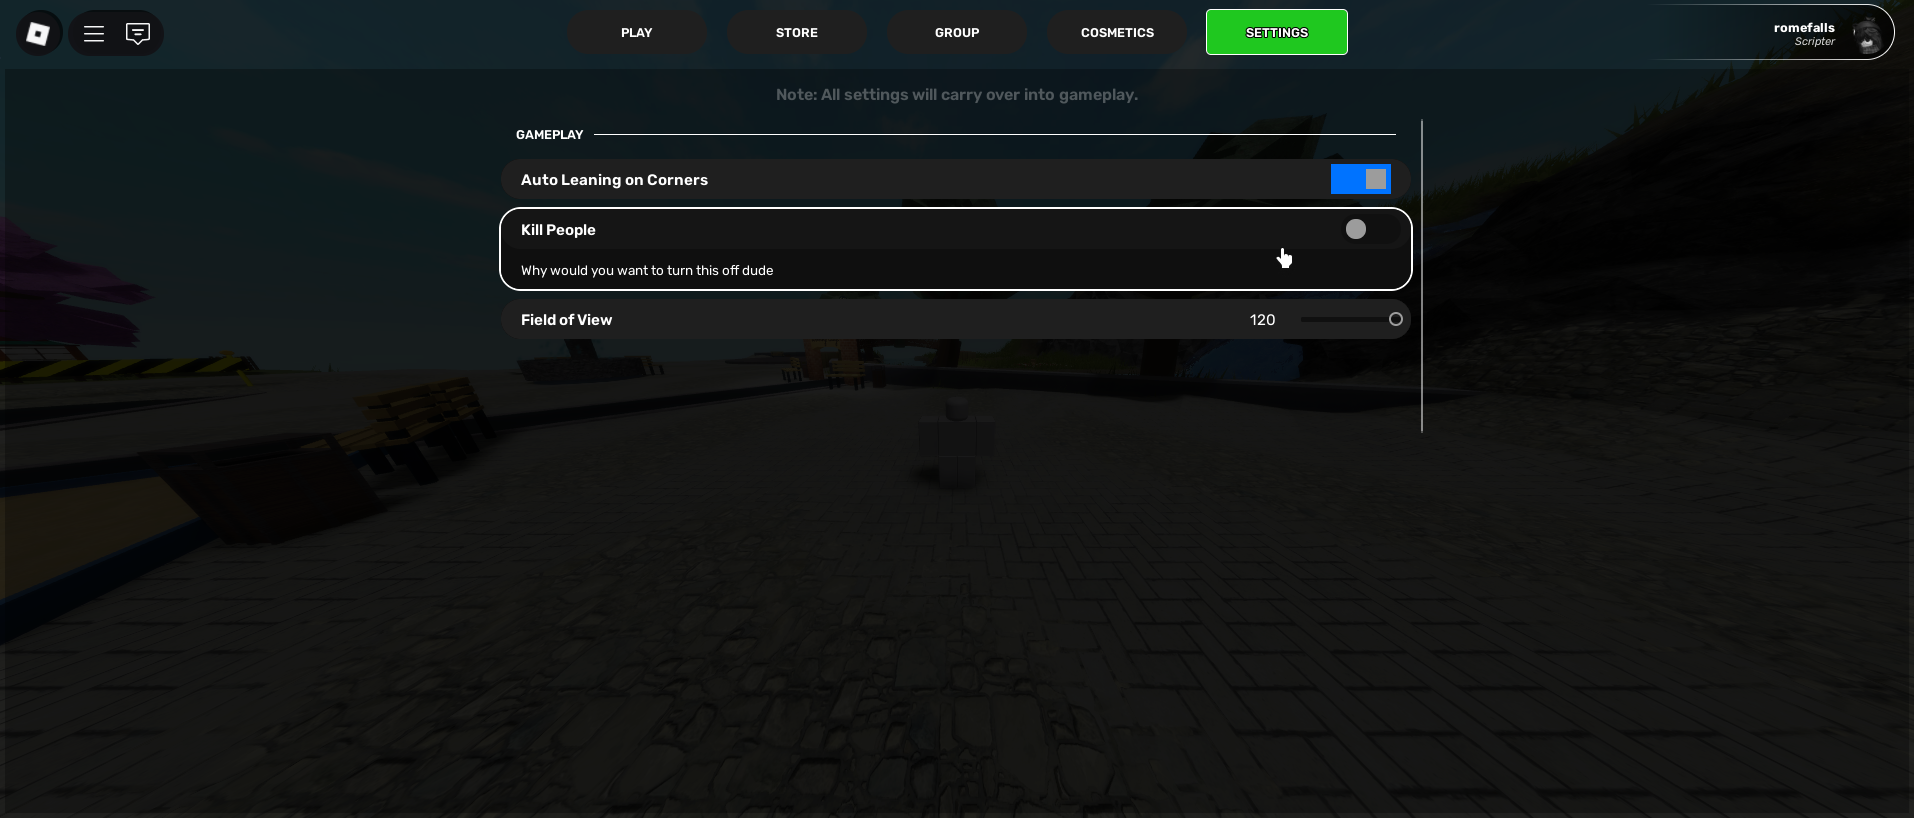 PLAY
STORE
GROUP
COSMETICS
SETTINGS
romefalls
Scripter
Note: All settings will carry over into gameplay.
GAMEPLAY
Auto Leaning on Corners
Kill People
Why would you want to turn this off dude
Field of View
120